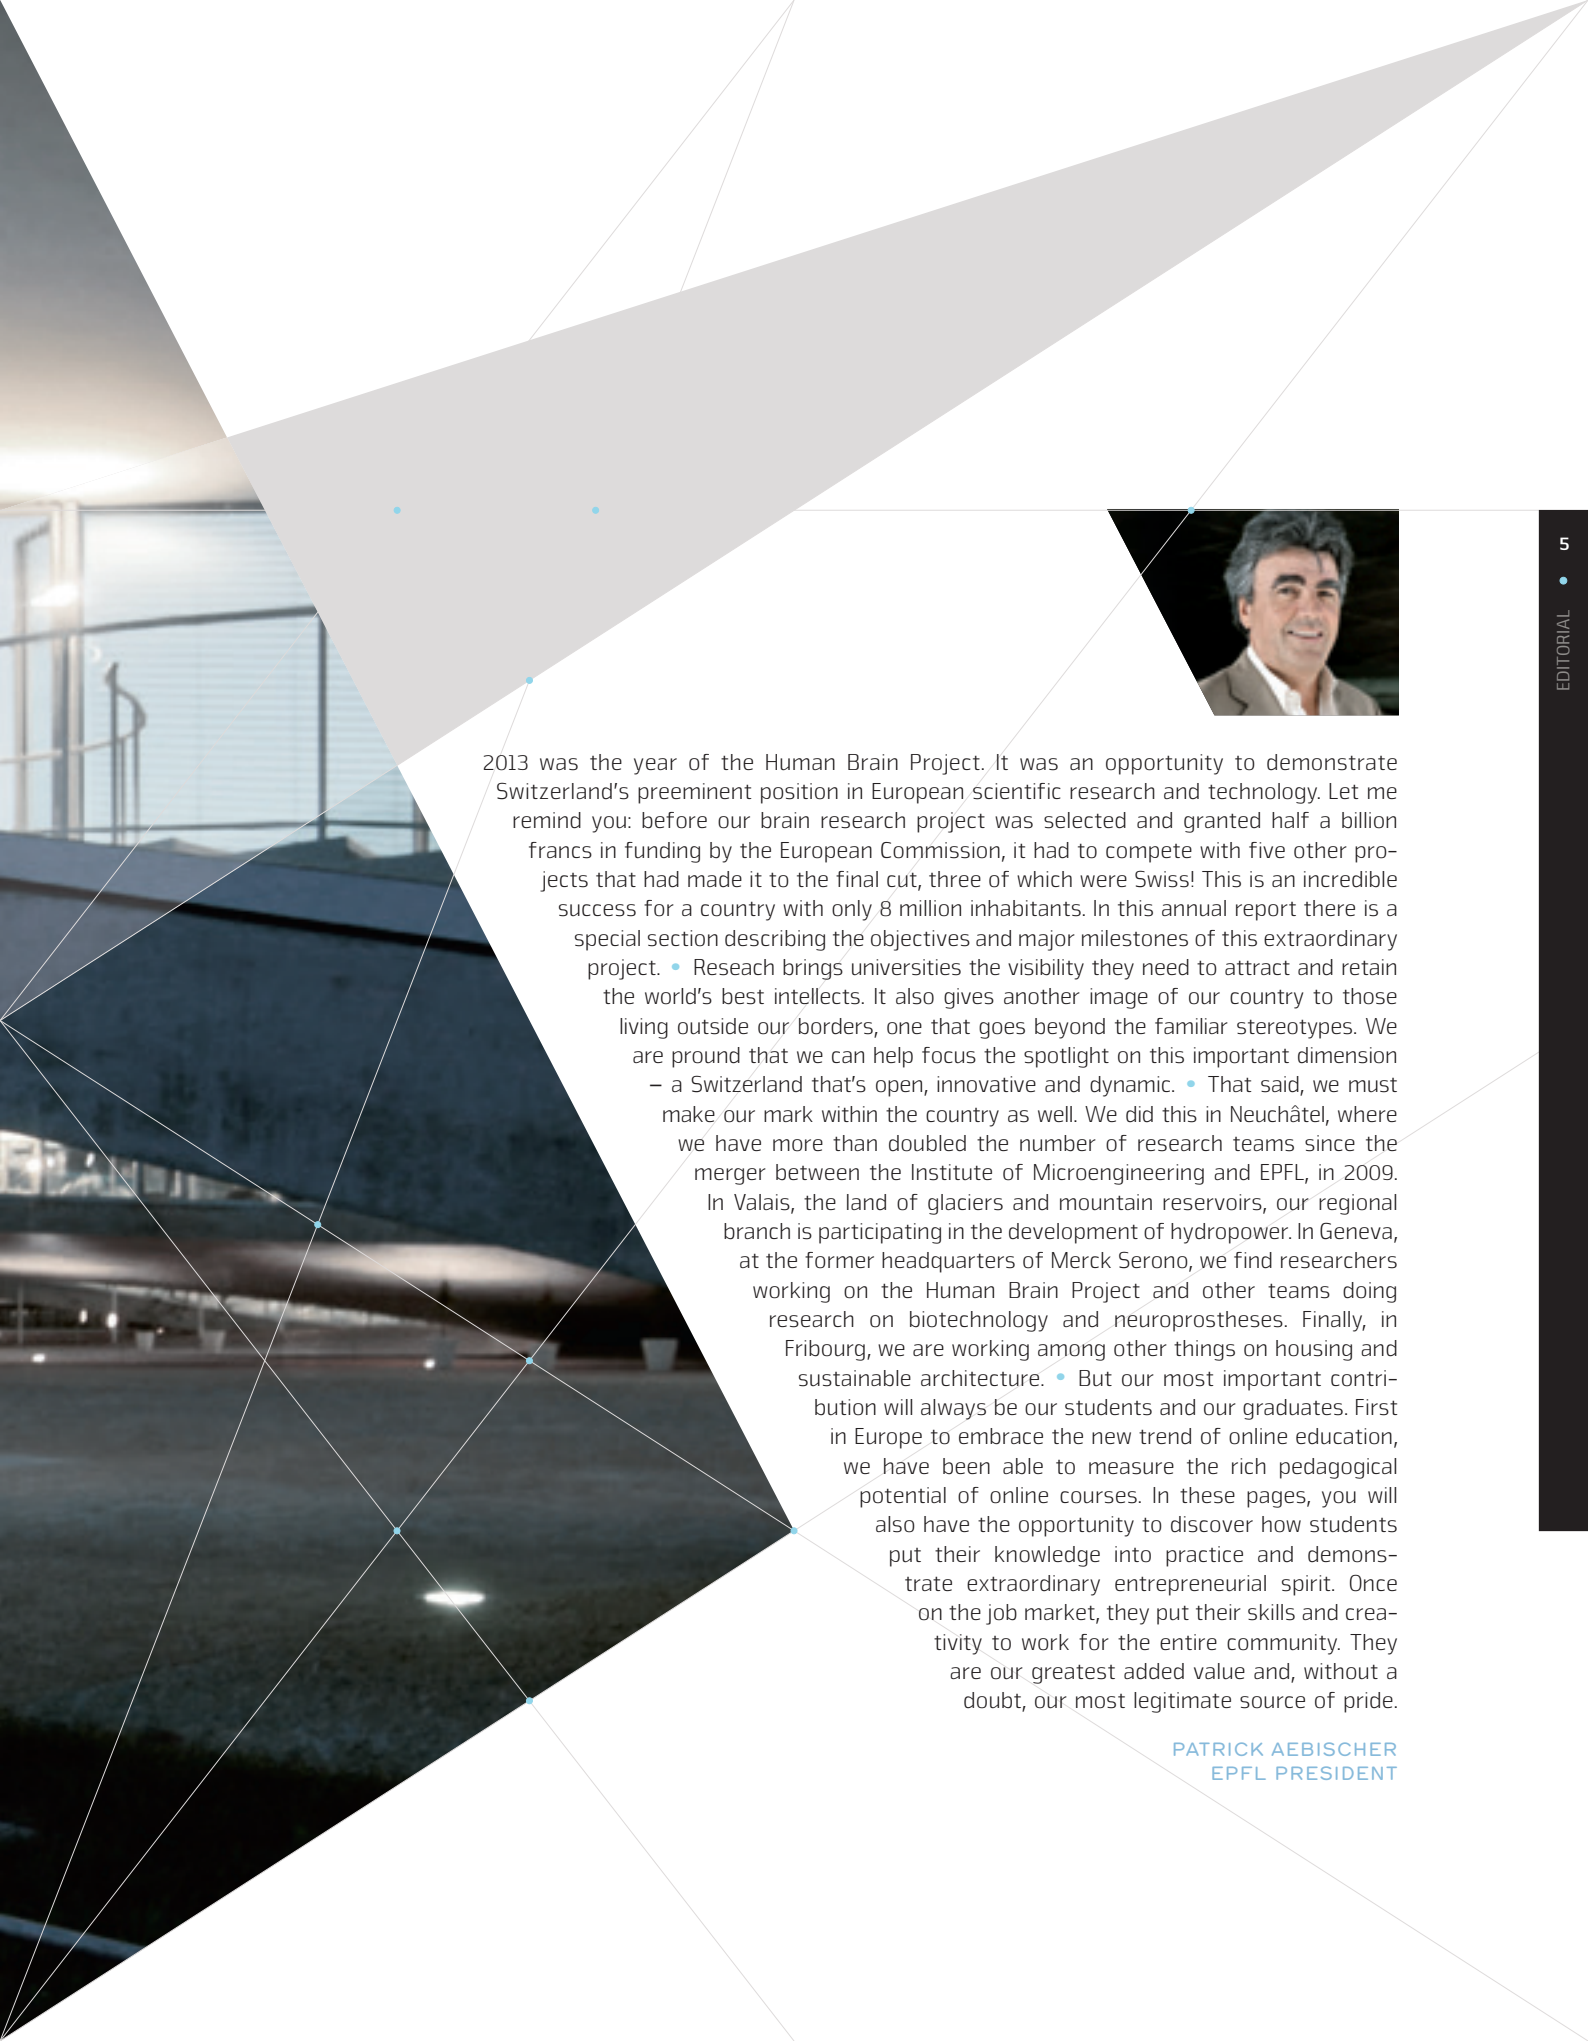 5
EDITORIAL
2013 was the year of the Human Brain Project. It was an opportunity to demonstrate
Switzerland's preeminent position in European scientific research and technology. Let me
remind you: before our brain research project was selected and granted half a billion
francs in funding by the European Commission, it had to compete with five other pro-
jects that had made it to the final cut, three of which were Swiss! This is an incredible
success for a country with only 8 million inhabitants. In this annual report there is a
special section describing the objectives and major milestones of this extraordinary
project. • Reseach brings universities the visibility they need to attract and retain
the world's best intellects. It also gives another image of our country to those
living outside our borders, one that goes beyond the familiar stereotypes. We
are pround that we can help focus the spotlight on this important dimension
– a Switzerland that's open, innovative and dynamic. • That said, we must
make our mark within the country as well. We did this in Neuchâtel, where
we have more than doubled the number of research teams since the
merger between the Institute of Microengineering and EPFL, in 2009.
In Valais, the land of glaciers and mountain reservoirs, our regional
branch is participating in the development of hydropower. In Geneva,
at the former headquarters of Merck Serono, we find researchers
working on the Human Brain Project and other teams doing
research on biotechnology and neuroprostheses. Finally, in
Fribourg, we are working among other things on housing and
sustainable architecture. • But our most important contri-
bution will always be our students and our graduates. First
in Europe to embrace the new trend of online education,
we have been able to measure the rich pedagogical
potential of online courses. In these pages, you will
also have the opportunity to discover how students
put their knowledge into practice and demons-
trate extraordinary entrepreneurial spirit. Once
on the job market, they put their skills and crea-
tivity to work for the entire community. They
are our greatest added value and, without a
doubt, our most legitimate source of pride.
PATRICK AEBISCHER
EPFL PRESIDENT